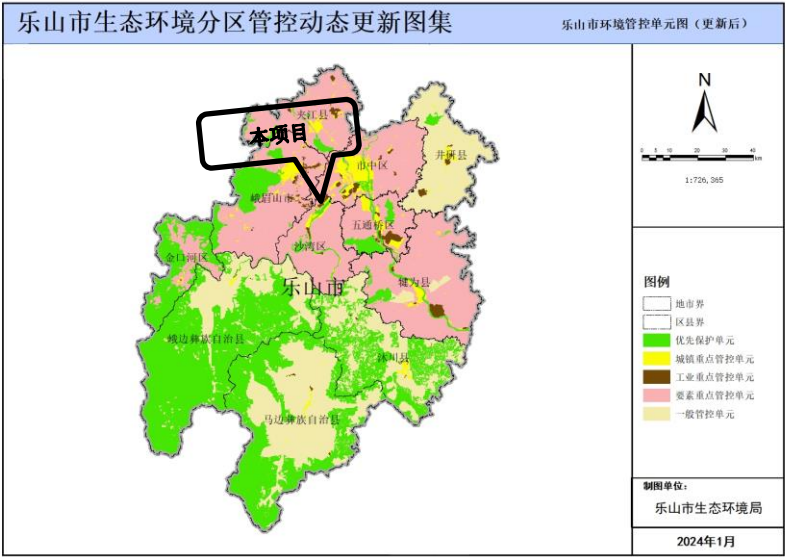 乐山市生态环境分区管控动态更新图集
乐山市环境管控单元图（更新后）
N
0 5 10 20 30 40
km
1:726,365
夹江县
本项目
市中区
井研县
峨眉山市
五通桥区
沙湾区
金口河区
乐山市
犍为县
峨边彝族自治县
沐川县
马边彝族自治县
图例
地市界
区县界
优先保护单元
城镇重点管控单元
工业重点管控单元
要素重点管控单元
一般管控单元
制图单位：
乐山市生态环境局
2024年1月